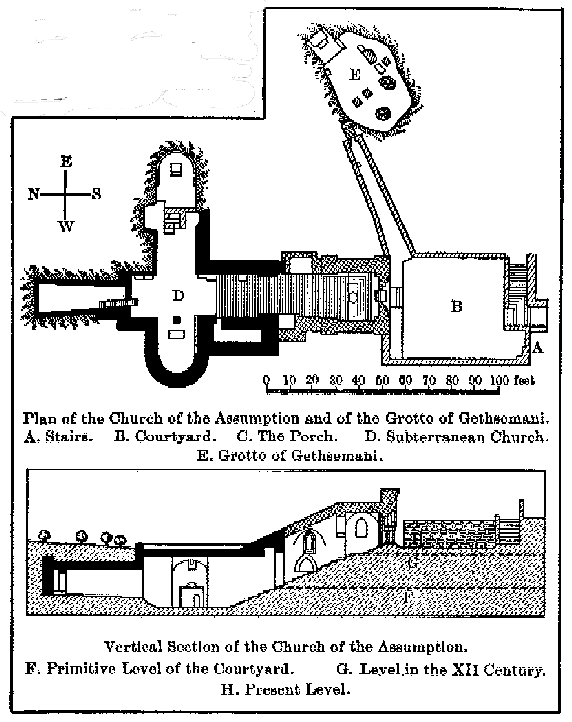 E
E
N S
W
D
C
B
A
0 10 20 30 40 50 60 70 80 90 100 feet
Plan of the Church of the Assumption and of the Grotto of Gethsemani.
A. Stairs. B. Courtyard. C. The Porch. D. Subterranean Church.
E. Grotto of Gethsemani.
G
F
Vertical Section of the Church of the Assumption.
F. Primitive Level of the Courtyard. G. Level in the XII Century.
H. Present Level.